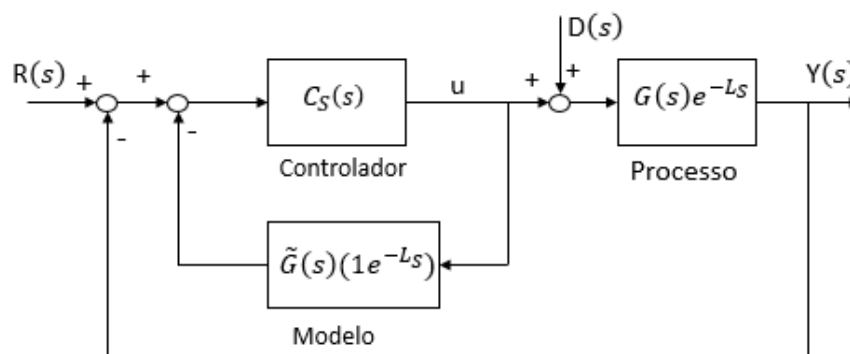 D(s)
R(s) + + + + Y(s)
C_S(s) u G(s)e^{-Ls}
- -
Controlador Processo
G̃(s)(1e^{-Ls})
Modelo